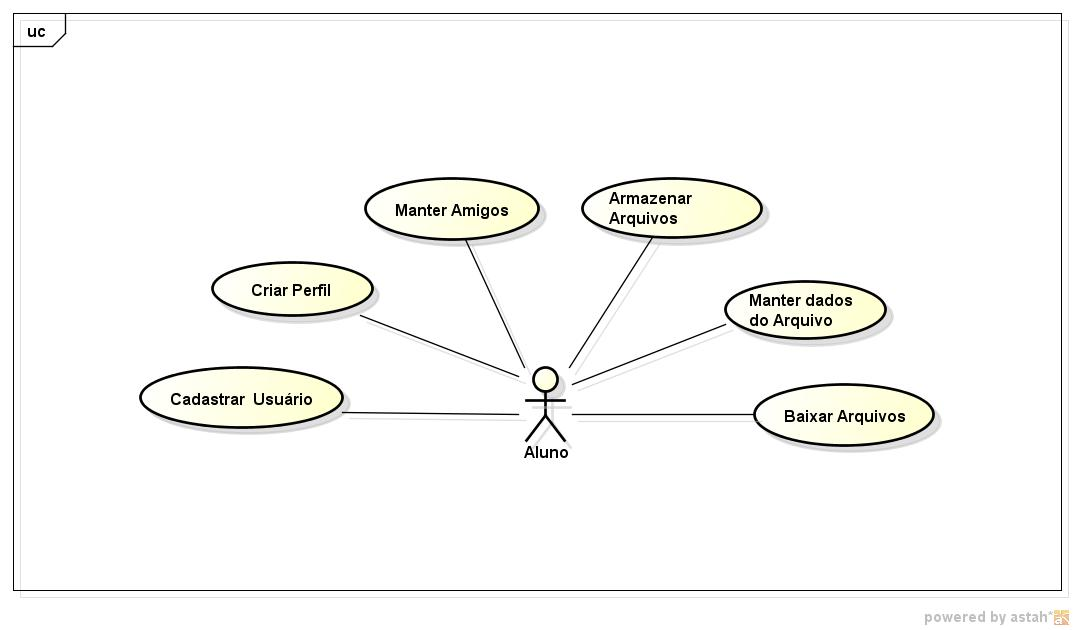 uc
Manter Amigos
Armazenar
Arquivos
Criar Perfil
Manter dados
do Arquivo
Cadastrar  Usuário
Baixar Arquivos
Aluno
powered by astah*